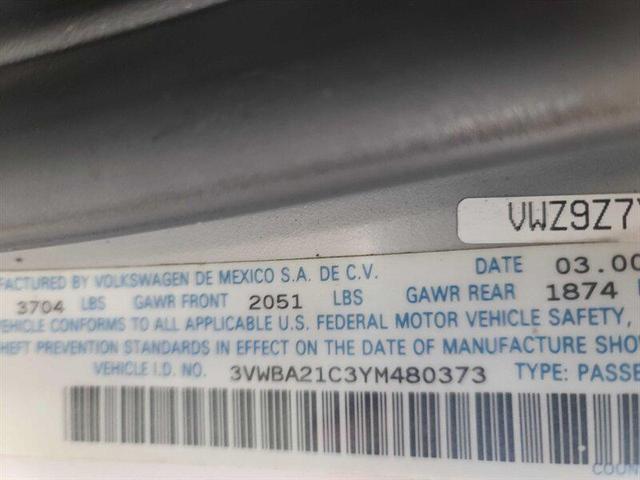 VWZ9Z7
FACTURED BY VOLKSWAGEN DE MEXICO S.A. DE C.V. DATE 03.00
3704 LBS GAWR FRONT 2051 LBS GAWR REAR 1874
VEHICLE CONFORMS TO ALL APPLICABLE U.S. FEDERAL MOTOR VEHICLE SAFETY,
THEFT PREVENTION STANDARDS IN EFFECT ON THE DATE OF MANUFACTURE SHO
VEHICLE I.D. NO. 3VWBA21C3YM480373 TYPE: PASSE
COUN